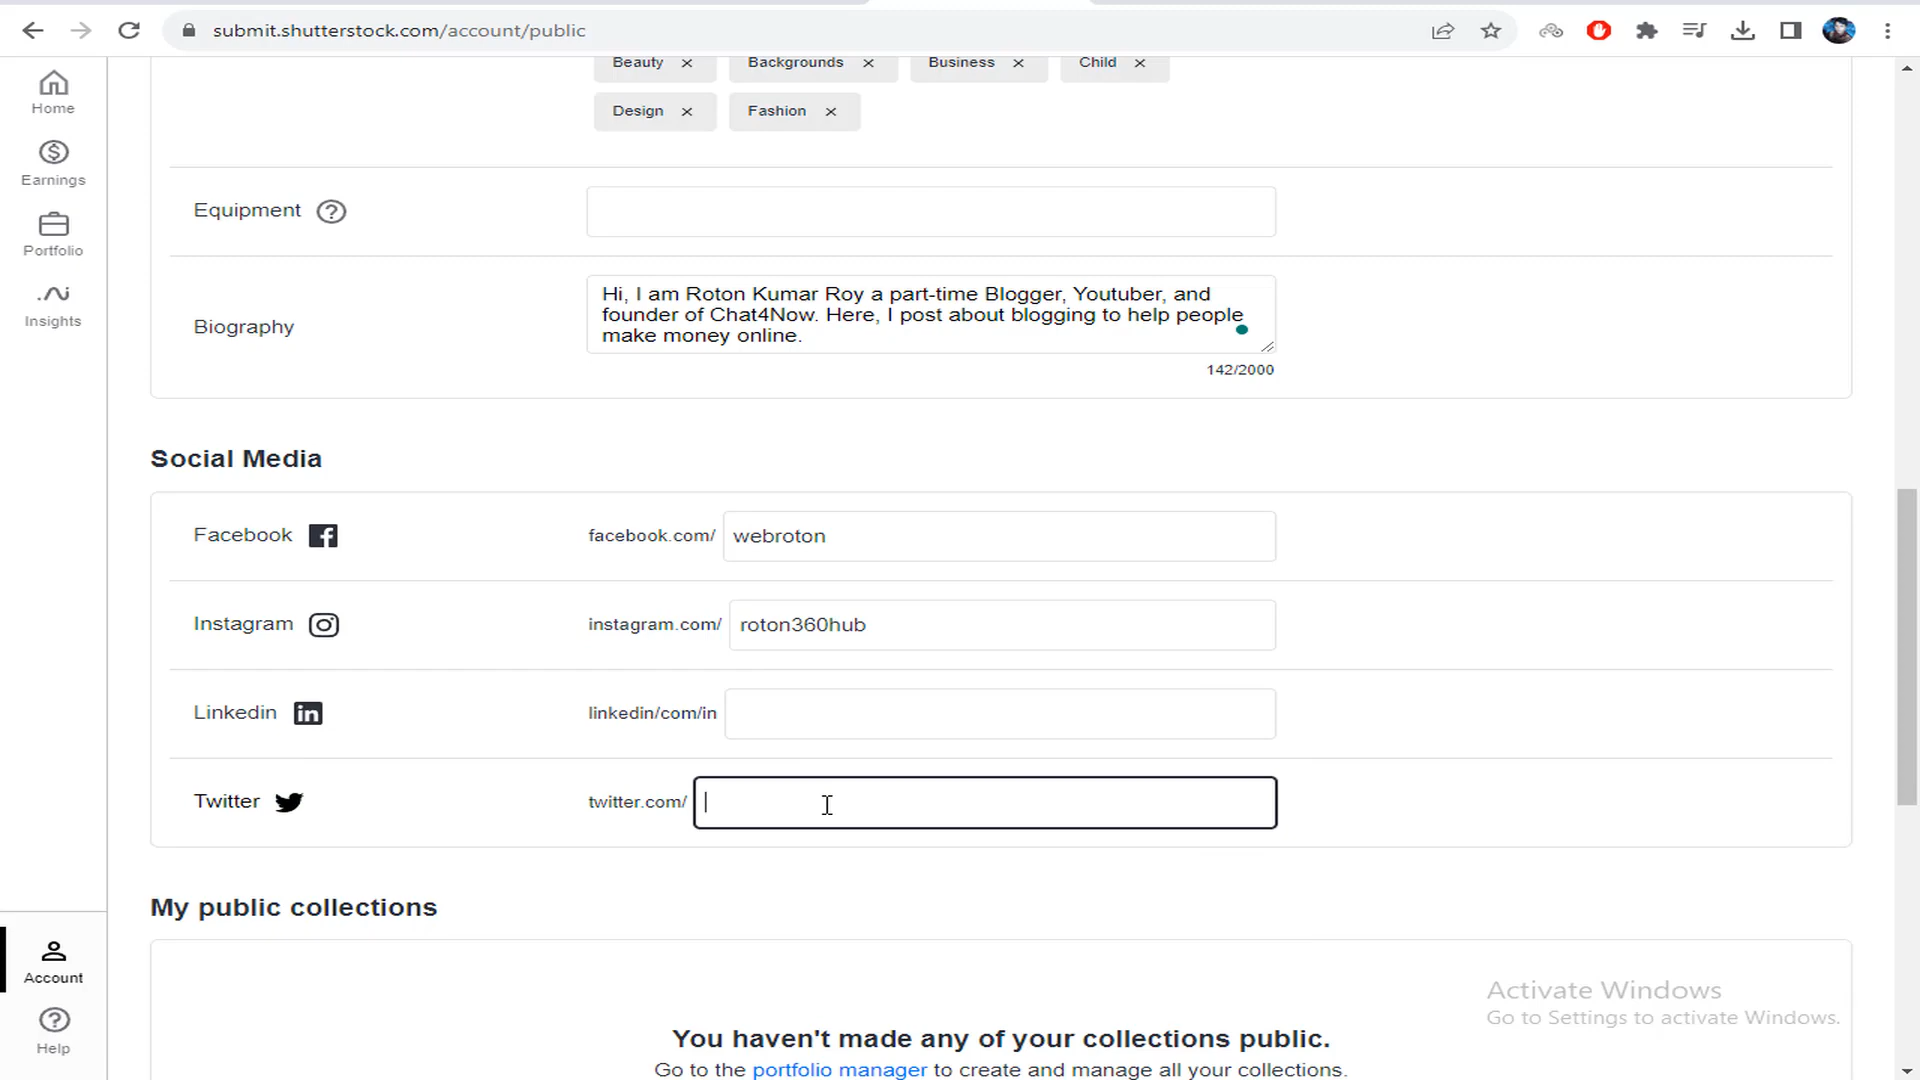 submit.shutterstock.com/account/public
Home
Earnings
Portfolio
Insights
Account
Help
Beauty × Backgrounds × Business × Child ×
Design × Fashion ×
Equipment ?
Biography
Hi, I am Roton Kumar Roy a part-time Blogger, Youtuber, and
founder of Chat4Now. Here, I post about blogging to help people
make money online.
142/2000
Social Media
Facebook facebook.com/ webroton
Instagram instagram.com/ roton360hub
Linkedin linkedin/com/in
Twitter twitter.com/
My public collections
You haven't made any of your collections public.
Go to the portfolio manager to create and manage all your collections.
Activate Windows
Go to Settings to activate Windows.